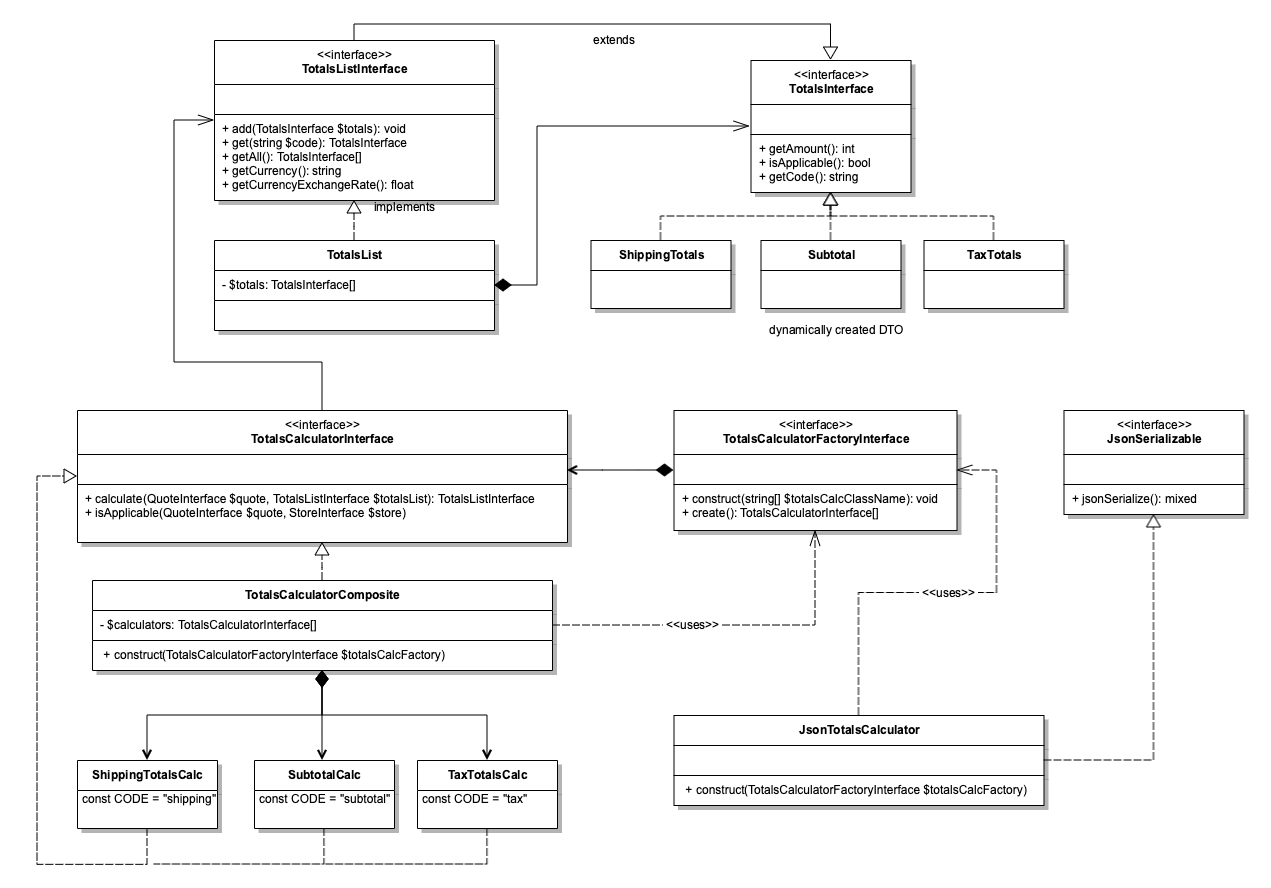 extends
<<interface>>
TotalsListInterface
+ add(TotalsInterface $totals): void
+ get(string $code): TotalsInterface
+ getAll(): TotalsInterface[]
+ getCurrency(): string
+ getCurrencyExchangeRate(): float
<<interface>>
TotalsInterface
+ getAmount(): int
+ isApplicable(): bool
+ getCode(): string
implements
TotalsList
- $totals: TotalsInterface[]
ShippingTotals
Subtotal
TaxTotals
dynamically created DTO
<<interface>>
TotalsCalculatorInterface
+ calculate(QuoteInterface $quote, TotalsListInterface $totalsList): TotalsListInterface
+ isApplicable(QuoteInterface $quote, StoreInterface $store)
<<interface>>
TotalsCalculatorFactoryInterface
+ construct(string[] $totalsCalcClassName): void
+ create(): TotalsCalculatorInterface[]
<<interface>>
JsonSerializable
+ jsonSerialize(): mixed
TotalsCalculatorComposite
- $calculators: TotalsCalculatorInterface[]
+ construct(TotalsCalculatorFactoryInterface $totalsCalcFactory)
<<uses>>
<<uses>>
JsonTotalsCalculator
+ construct(TotalsCalculatorFactoryInterface $totalsCalcFactory)
ShippingTotalsCalc
const CODE = "shipping"
SubtotalCalc
const CODE = "subtotal"
TaxTotalsCalc
const CODE = "tax"